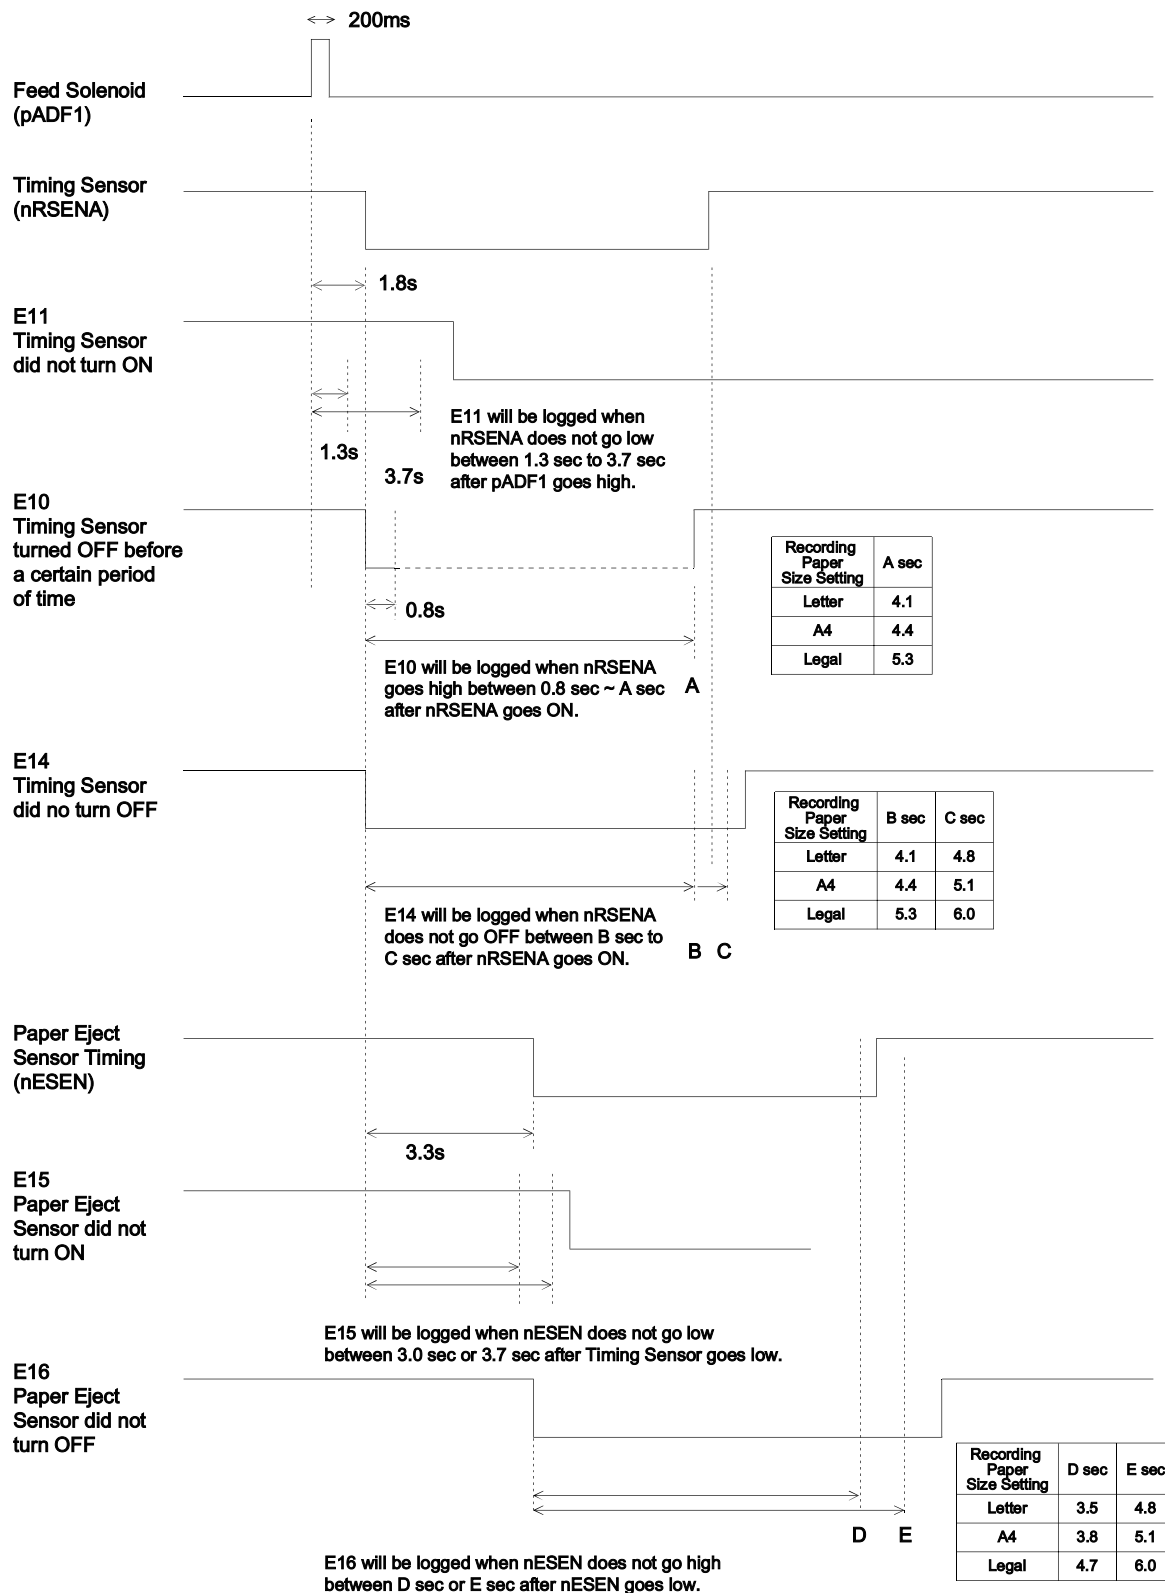 200ms
Feed Solenoid
(pADF1)
Timing Sensor
(nRSENA)
1.8s
E11
Timing Sensor
did not turn ON
1.3s
3.7s
E11 will be logged when
nRSENA does not go low
between 1.3 sec to 3.7 sec
after pADF1 goes high.
E10
Timing Sensor
turned OFF before
a certain period
of time
0.8s
E10 will be logged when nRSENA
goes high between 0.8 sec ~ A sec
after nRSENA goes ON.
A
Recording
Paper
Size Setting
A sec
Letter 4.1
A4 4.4
Legal 5.3
E14
Timing Sensor
did no turn OFF
E14 will be logged when nRSENA
does not go OFF between B sec to
C sec after nRSENA goes ON.
B C
Recording
Paper
Size Setting
B sec C sec
Letter 4.1 4.8
A4 4.4 5.1
Legal 5.3 6.0
Paper Eject
Sensor Timing
(nESEN)
3.3s
E15
Paper Eject
Sensor did not
turn ON
E15 will be logged when nESEN does not go low
between 3.0 sec or 3.7 sec after Timing Sensor goes low.
E16
Paper Eject
Sensor did not
turn OFF
D E
E16 will be logged when nESEN does not go high
between D sec or E sec after nESEN goes low.
Recording
Paper
Size Setting
D sec E sec
Letter 3.5 4.8
A4 3.8 5.1
Legal 4.7 6.0